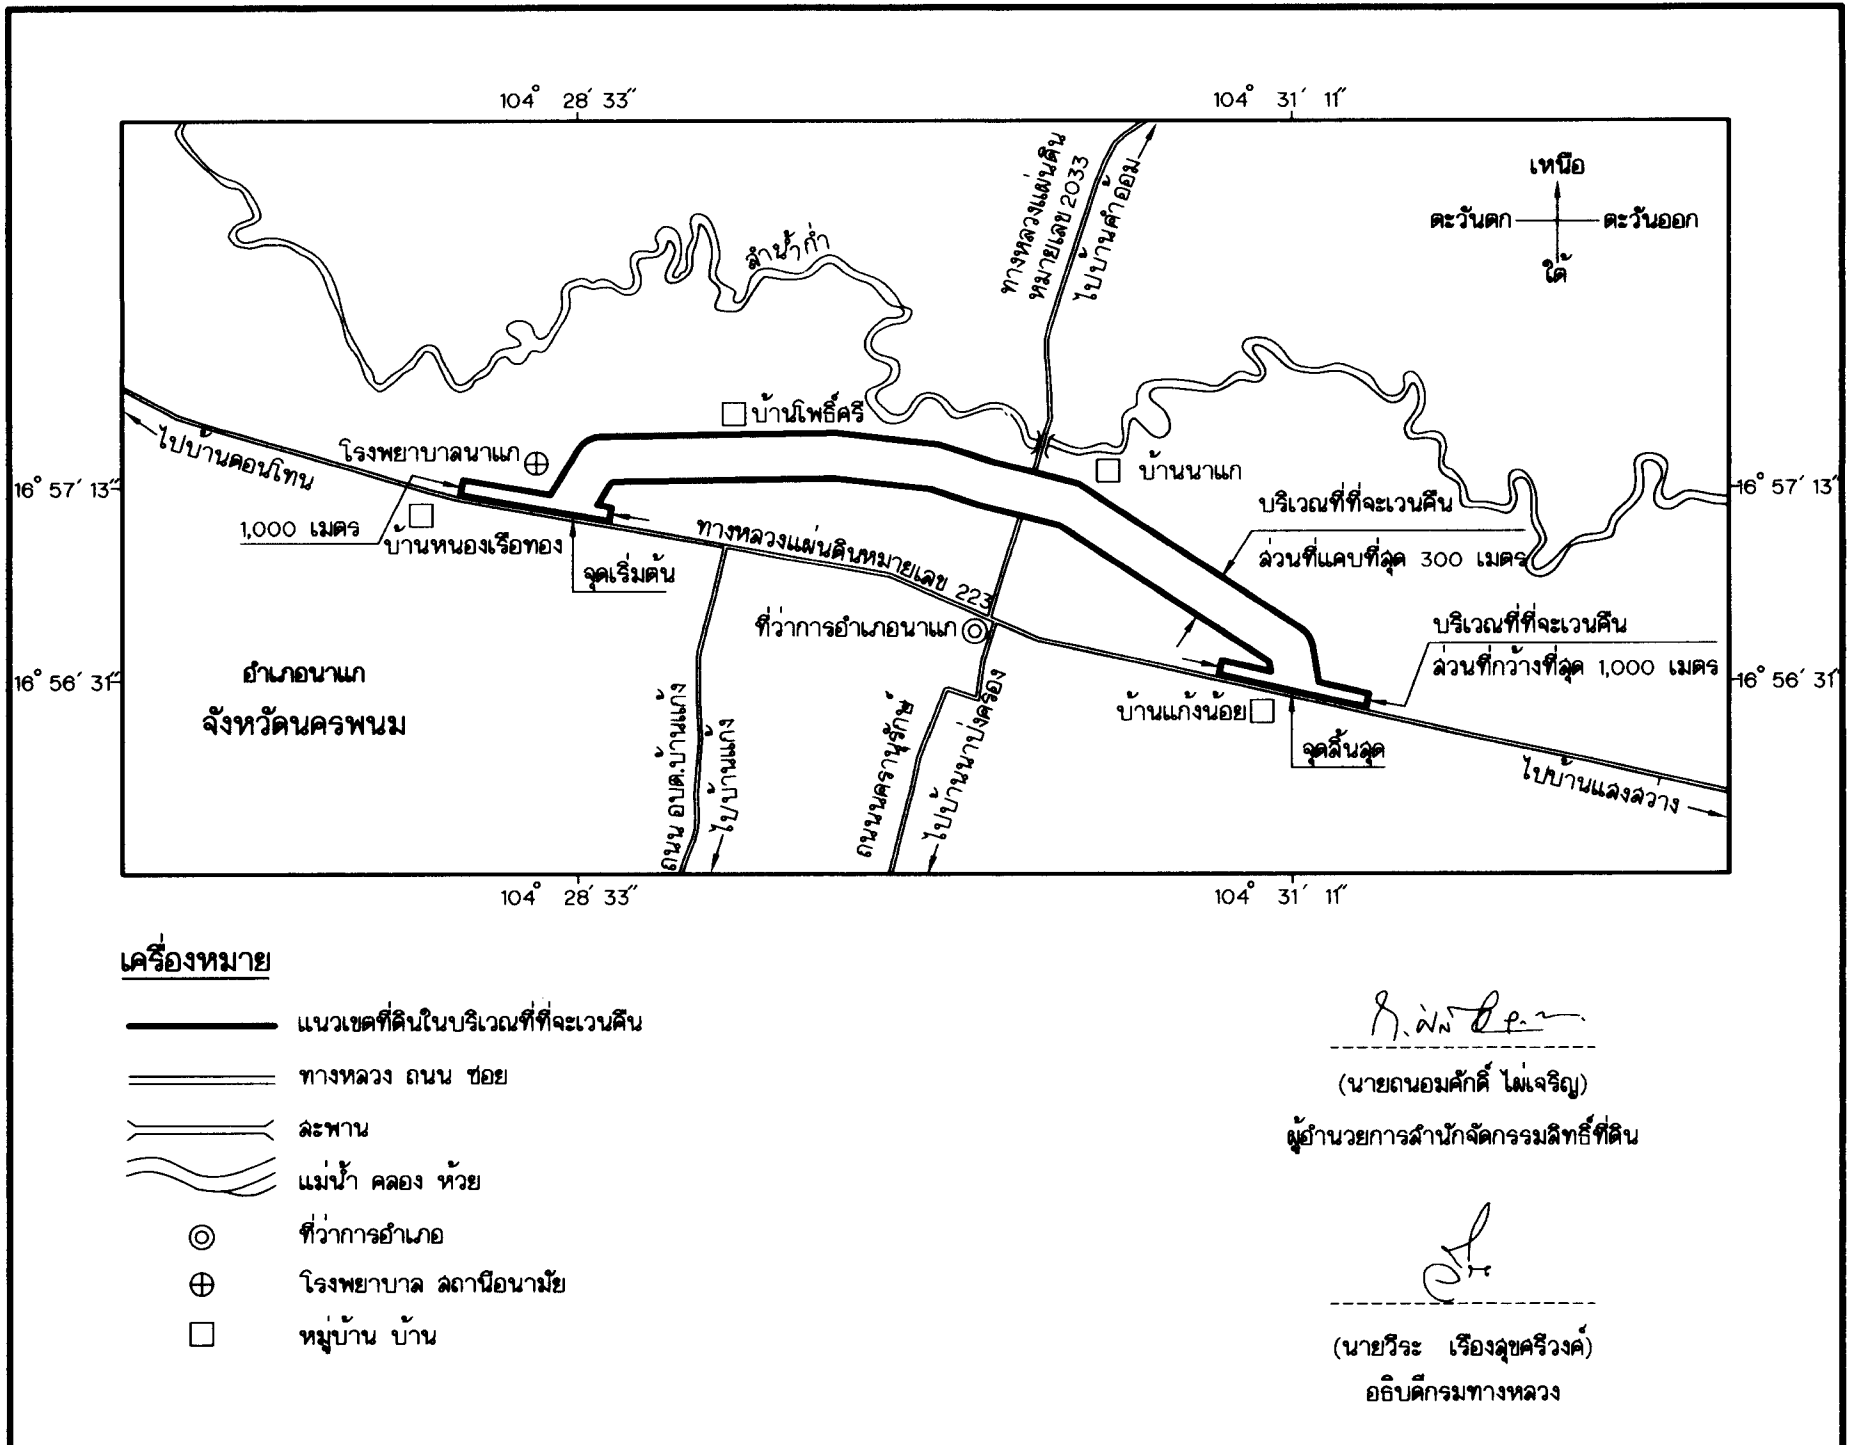 104° 28′ 33″
104° 31′ 11″
เหนือ
ตะวันตก
ตะวันออก
ใต้
ทางหลวงแผ่นดิน
หมายเลข 2033
ไปบ้านคำอ้อม
ลำน้ำก่ำ
บ้านโพธิ์ศรี
โรงพยาบาลนาแก
ไปบ้านดอนโทน
บ้านนาแก
16° 57′ 13″
16° 57′ 13″
บริเวณที่ที่จะเวนคืน
ส่วนที่แคบที่สุด 300 เมตร
1,000 เมตร
บ้านหนองเรือทอง
ทางหลวงแผ่นดินหมายเลข 223
จุดเริ่มต้น
ที่ว่าการอำเภอนาแก
บริเวณที่ที่จะเวนคืน
ส่วนที่กว้างที่สุด 1,000 เมตร
16° 56′ 31″
16° 56′ 31″
อำเภอนาแก
จังหวัดนครพนม
บ้านแก้งน้อย
จุดสิ้นสุด
ไปบ้านแสงสว่าง
ถนน อบต.บ้านแก้ง
ไปบ้านแก้ง
ถนนครานุรักษ์
ไปบ้านนาบ่งครอง
104° 28′ 33″
104° 31′ 11″
เครื่องหมาย
แนวเขตที่ดินในบริเวณที่ที่จะเวนคืน
ทางหลวง ถนน ซอย
สะพาน
แม่น้ำ คลอง ห้วย
ที่ว่าการอำเภอ
โรงพยาบาล สถานีอนามัย
หมู่บ้าน บ้าน
(นายถนอมศักดิ์ ไผ่เจริญ)
ผู้อำนวยการสำนักจัดกรรมสิทธิ์ที่ดิน
(นายวีระ เรืองสุขศรีวงศ์)
อธิบดีกรมทางหลวง